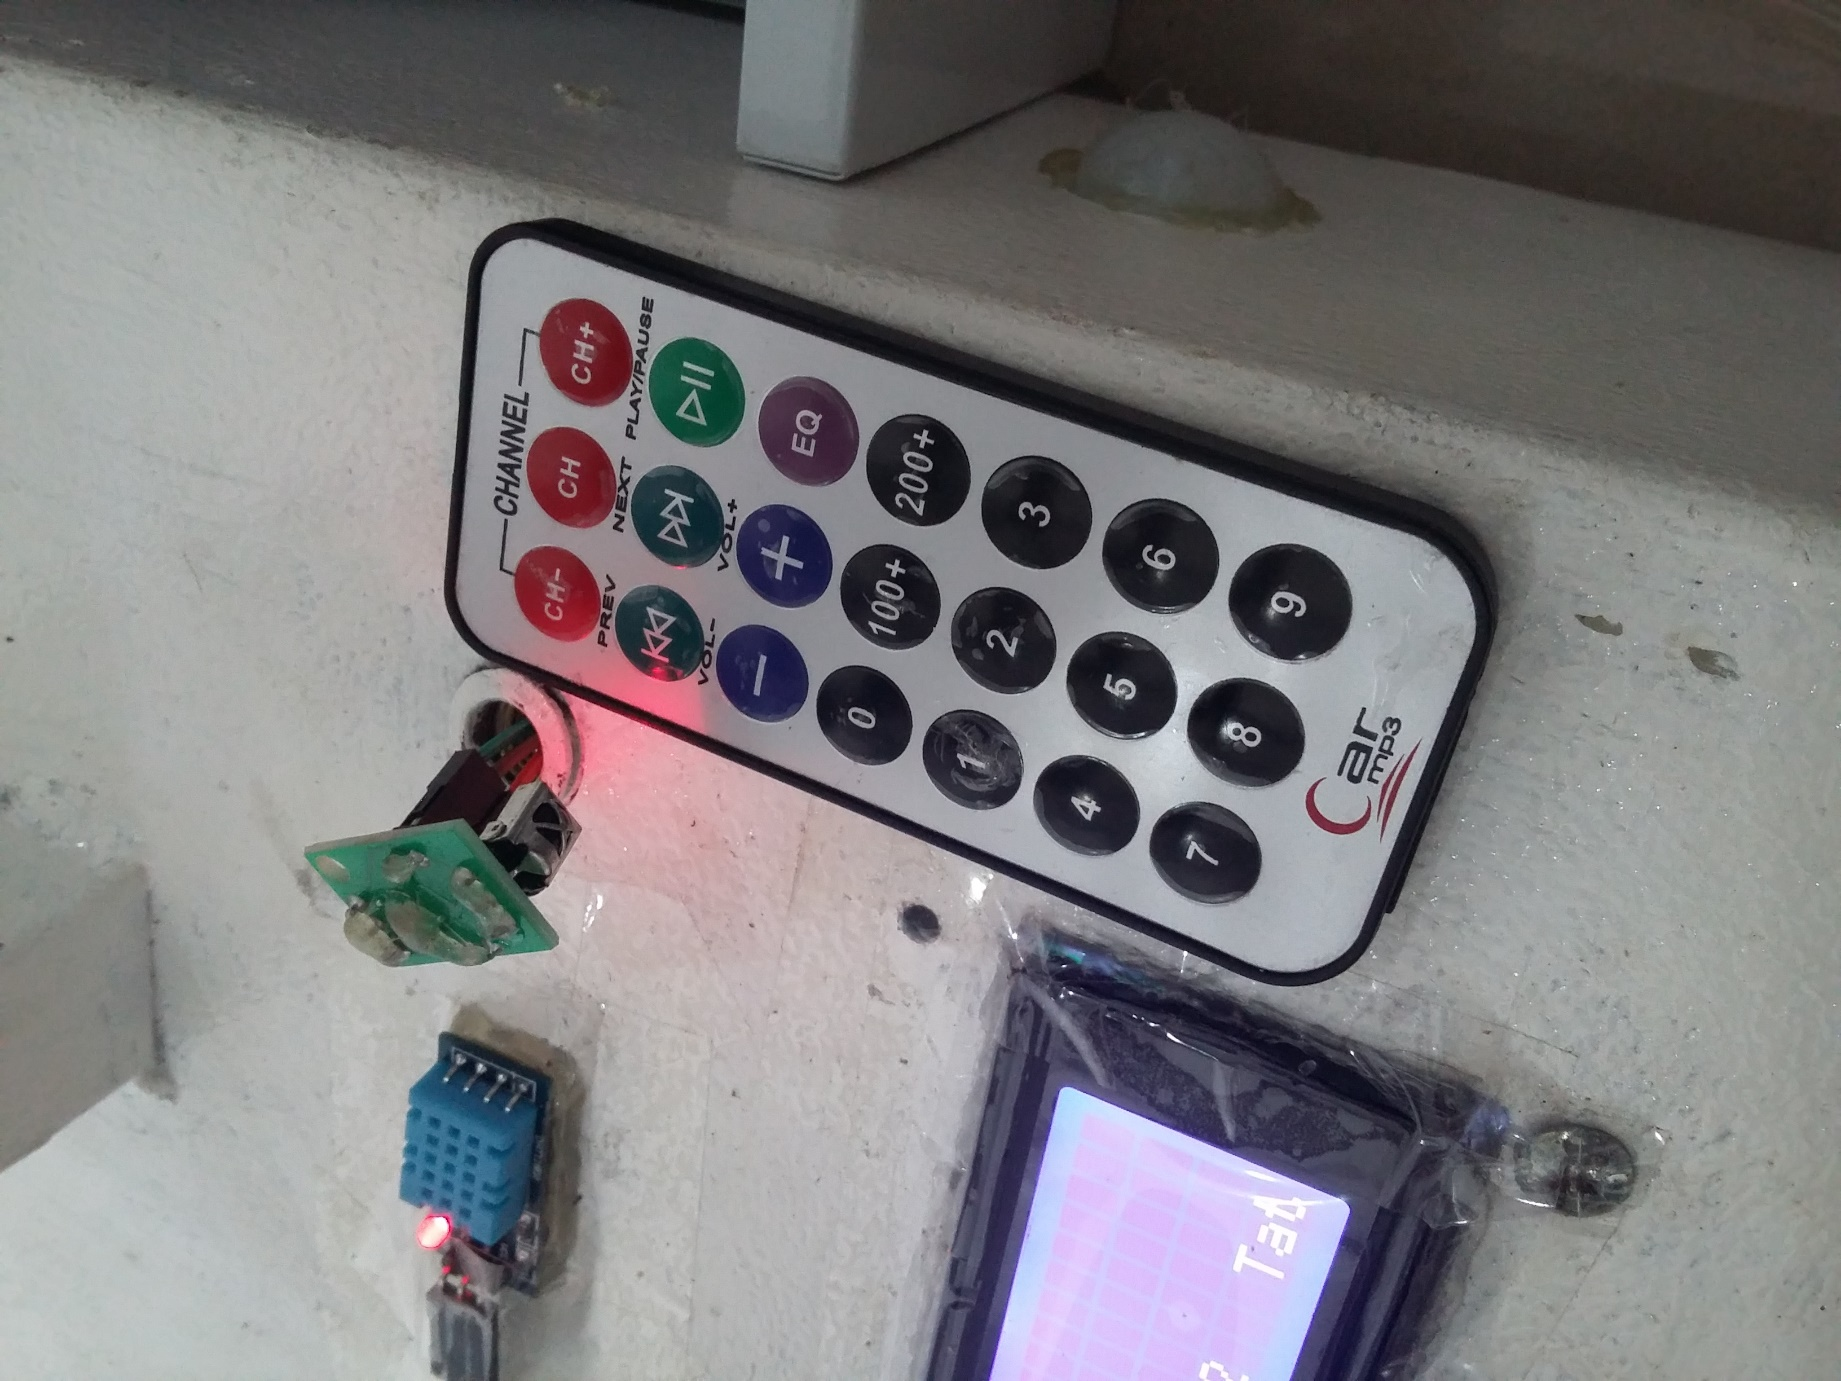 CHANNEL
CH- CH CH+
PREV NEXT PLAY/PAUSE
VOL- VOL+
EQ
0 100+ 200+
1 2 3
4 5 6
7 8 9
Car
mp3